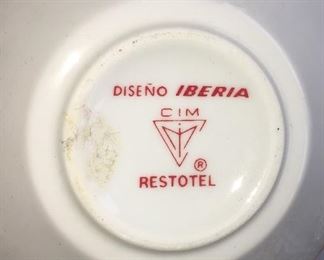 DISEÑO IBERIA
CIM
®
RESTOTEL